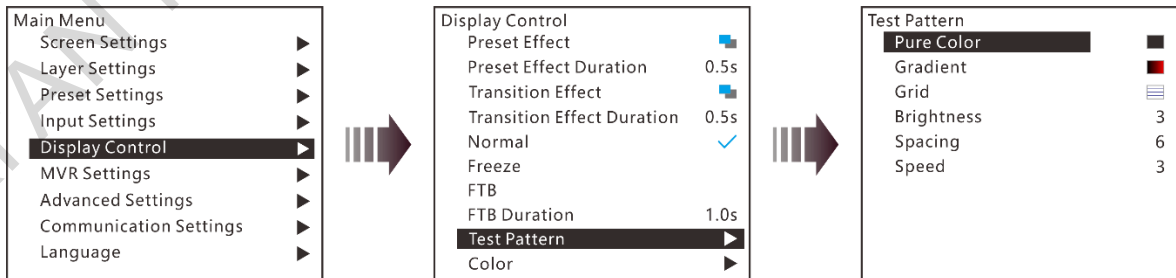 Main Menu
Screen Settings
Layer Settings
Preset Settings
Input Settings
Display Control
MVR Settings
Advanced Settings
Communication Settings
Language
Display Control
Preset Effect
Preset Effect Duration 0.5s
Transition Effect
Transition Effect Duration 0.5s
Normal
Freeze
FTB
FTB Duration 1.0s
Test Pattern
Color
Test Pattern
Pure Color
Gradient
Grid
Brightness 3
Spacing 6
Speed 3